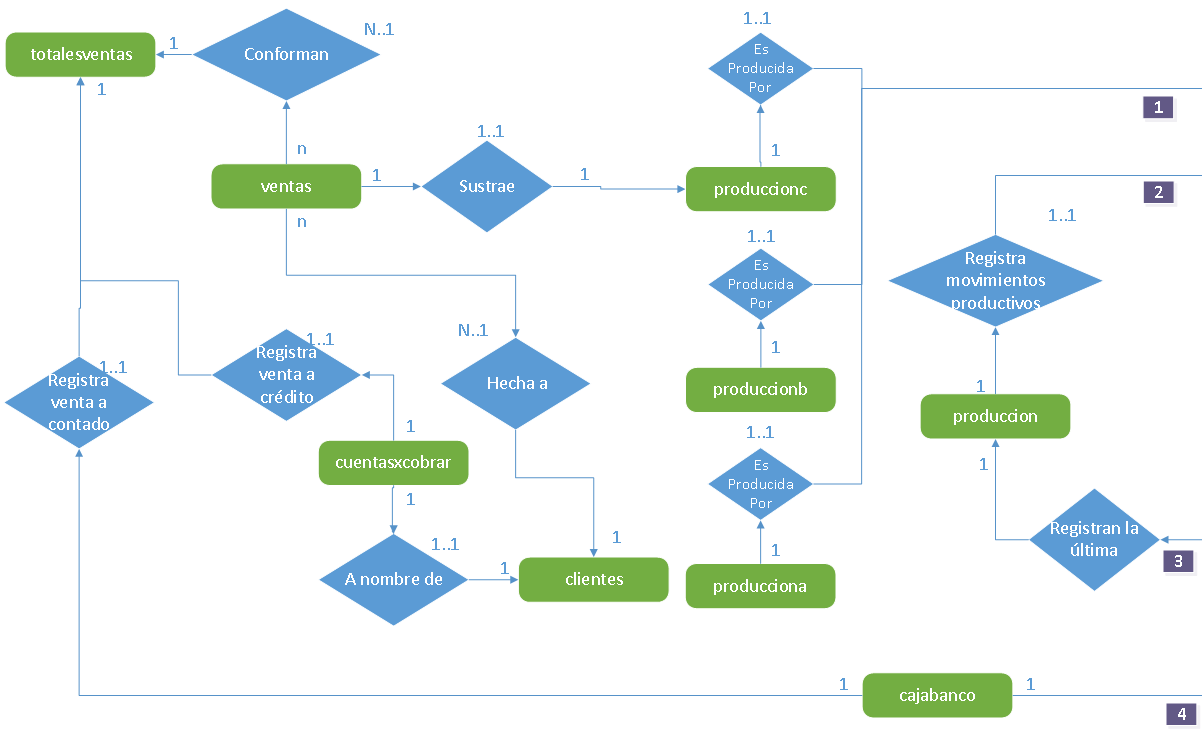 1..1
N..1
totalesventas
1
Conforman
Es
Producida
Por
1
1
n
1..1
1
ventas
1
Sustrae
1
produccionc
2
n
1..1
1..1
Es
Producida
Por
Registra
movimientos
productivos
N..1
1..1
1
1..1
Registra
venta a
crédito
Hecha a
produccionb
1
Registra
venta a
contado
produccion
1
1..1
cuentasxcobrar
1
Es
Producida
Por
1
Registran la
última
1..1
1
1
3
A nombre de
1
clientes
producciona
1
cajabanco
1
4